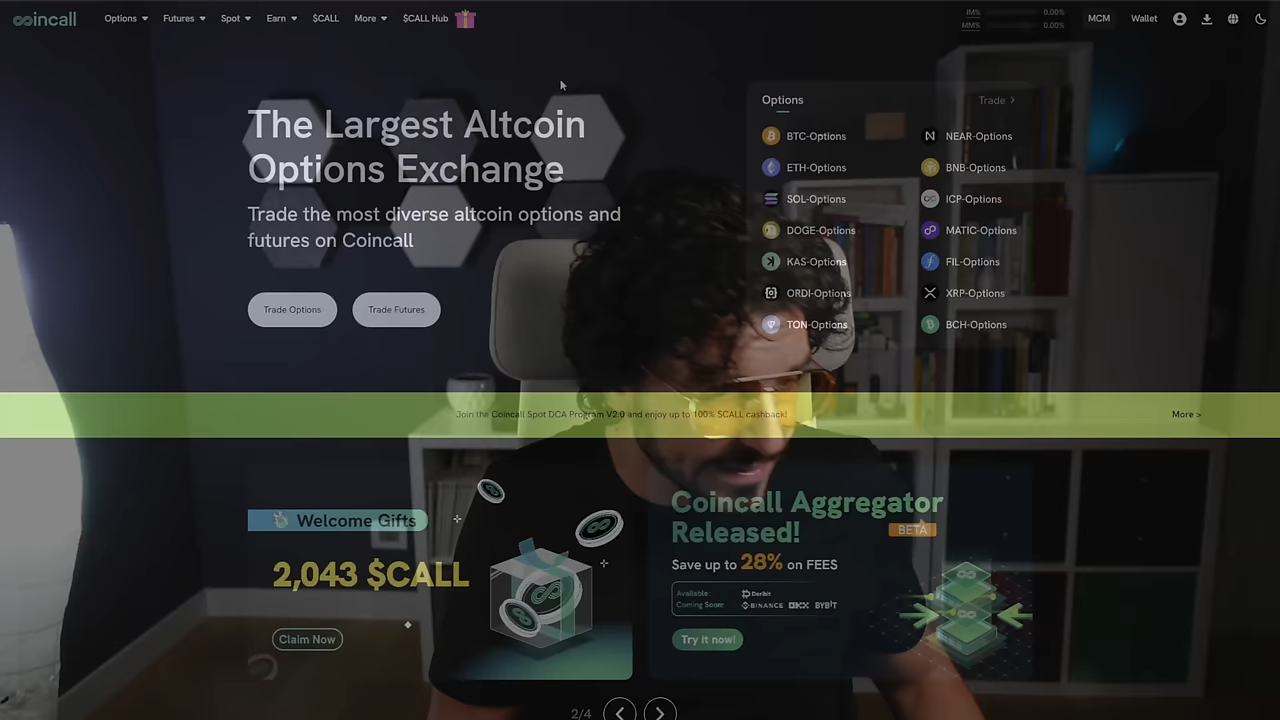 coincall
Options Futures Spot Earn $CALL More $CALL Hub
IM% 0.00%
MM% 0.00%
MCM Wallet
The Largest Altcoin
Options Exchange
Trade the most diverse altcoin options and
futures on Coincall
Trade Options Trade Futures
Options Trade >
BTC-Options NEAR-Options
ETH-Options BNB-Options
SOL-Options ICP-Options
DOGE-Options MATIC-Options
KAS-Options FIL-Options
ORDI-Options XRP-Options
TON-Options BCH-Options
Join the Coincall Spot DCA Program V2.0 and enjoy up to 100% $CALL cashback!
More >
Welcome Gifts
2,043 $CALL
Claim Now
Coincall Aggregator
Released!
BETA
Save up to 28% on FEES
Available: Deribit
Coming Soon: BINANCE OKX BYBIT
Try it now!
2/4